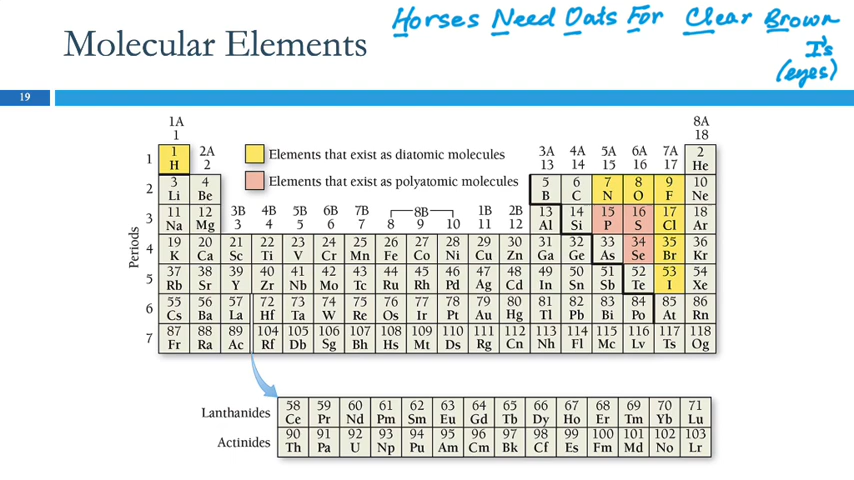 Horses Need Oats For Clear Brown
I's
(eyes)
Molecular Elements
19
1A 8A
1 18
1 1 2A Elements that exist as diatomic molecules 3A 4A 5A 6A 7A 2
H 2 13 14 15 16 17 He
2 3 4 Elements that exist as polyatomic molecules 5 6 7 8 9 10
Li Be B C N O F Ne
3 11 12 3B 4B 5B 6B 7B 8B 1B 2B 13 14 15 16 17 18
Na Mg 3 4 5 6 7 8 9 10 11 12 Al Si P S Cl Ar
Periods
4 19 20 21 22 23 24 25 26 27 28 29 30 31 32 33 34 35 36
K Ca Sc Ti V Cr Mn Fe Co Ni Cu Zn Ga Ge As Se Br Kr
5 37 38 39 40 41 42 43 44 45 46 47 48 49 50 51 52 53 54
Rb Sr Y Zr Nb Mo Tc Ru Rh Pd Ag Cd In Sn Sb Te I Xe
6 55 56 57 72 73 74 75 76 77 78 79 80 81 82 83 84 85 86
Cs Ba La Hf Ta W Re Os Ir Pt Au Hg Tl Pb Bi Po At Rn
7 87 88 89 104 105 106 107 108 109 110 111 112 113 114 115 116 117 118
Fr Ra Ac Rf Db Sg Bh Hs Mt Ds Rg Cn Nh Fl Mc Lv Ts Og
Lanthanides 58 59 60 61 62 63 64 65 66 67 68 69 70 71
Ce Pr Nd Pm Sm Eu Gd Tb Dy Ho Er Tm Yb Lu
Actinides 90 91 92 93 94 95 96 97 98 99 100 101 102 103
Th Pa U Np Pu Am Cm Bk Cf Es Fm Md No Lr